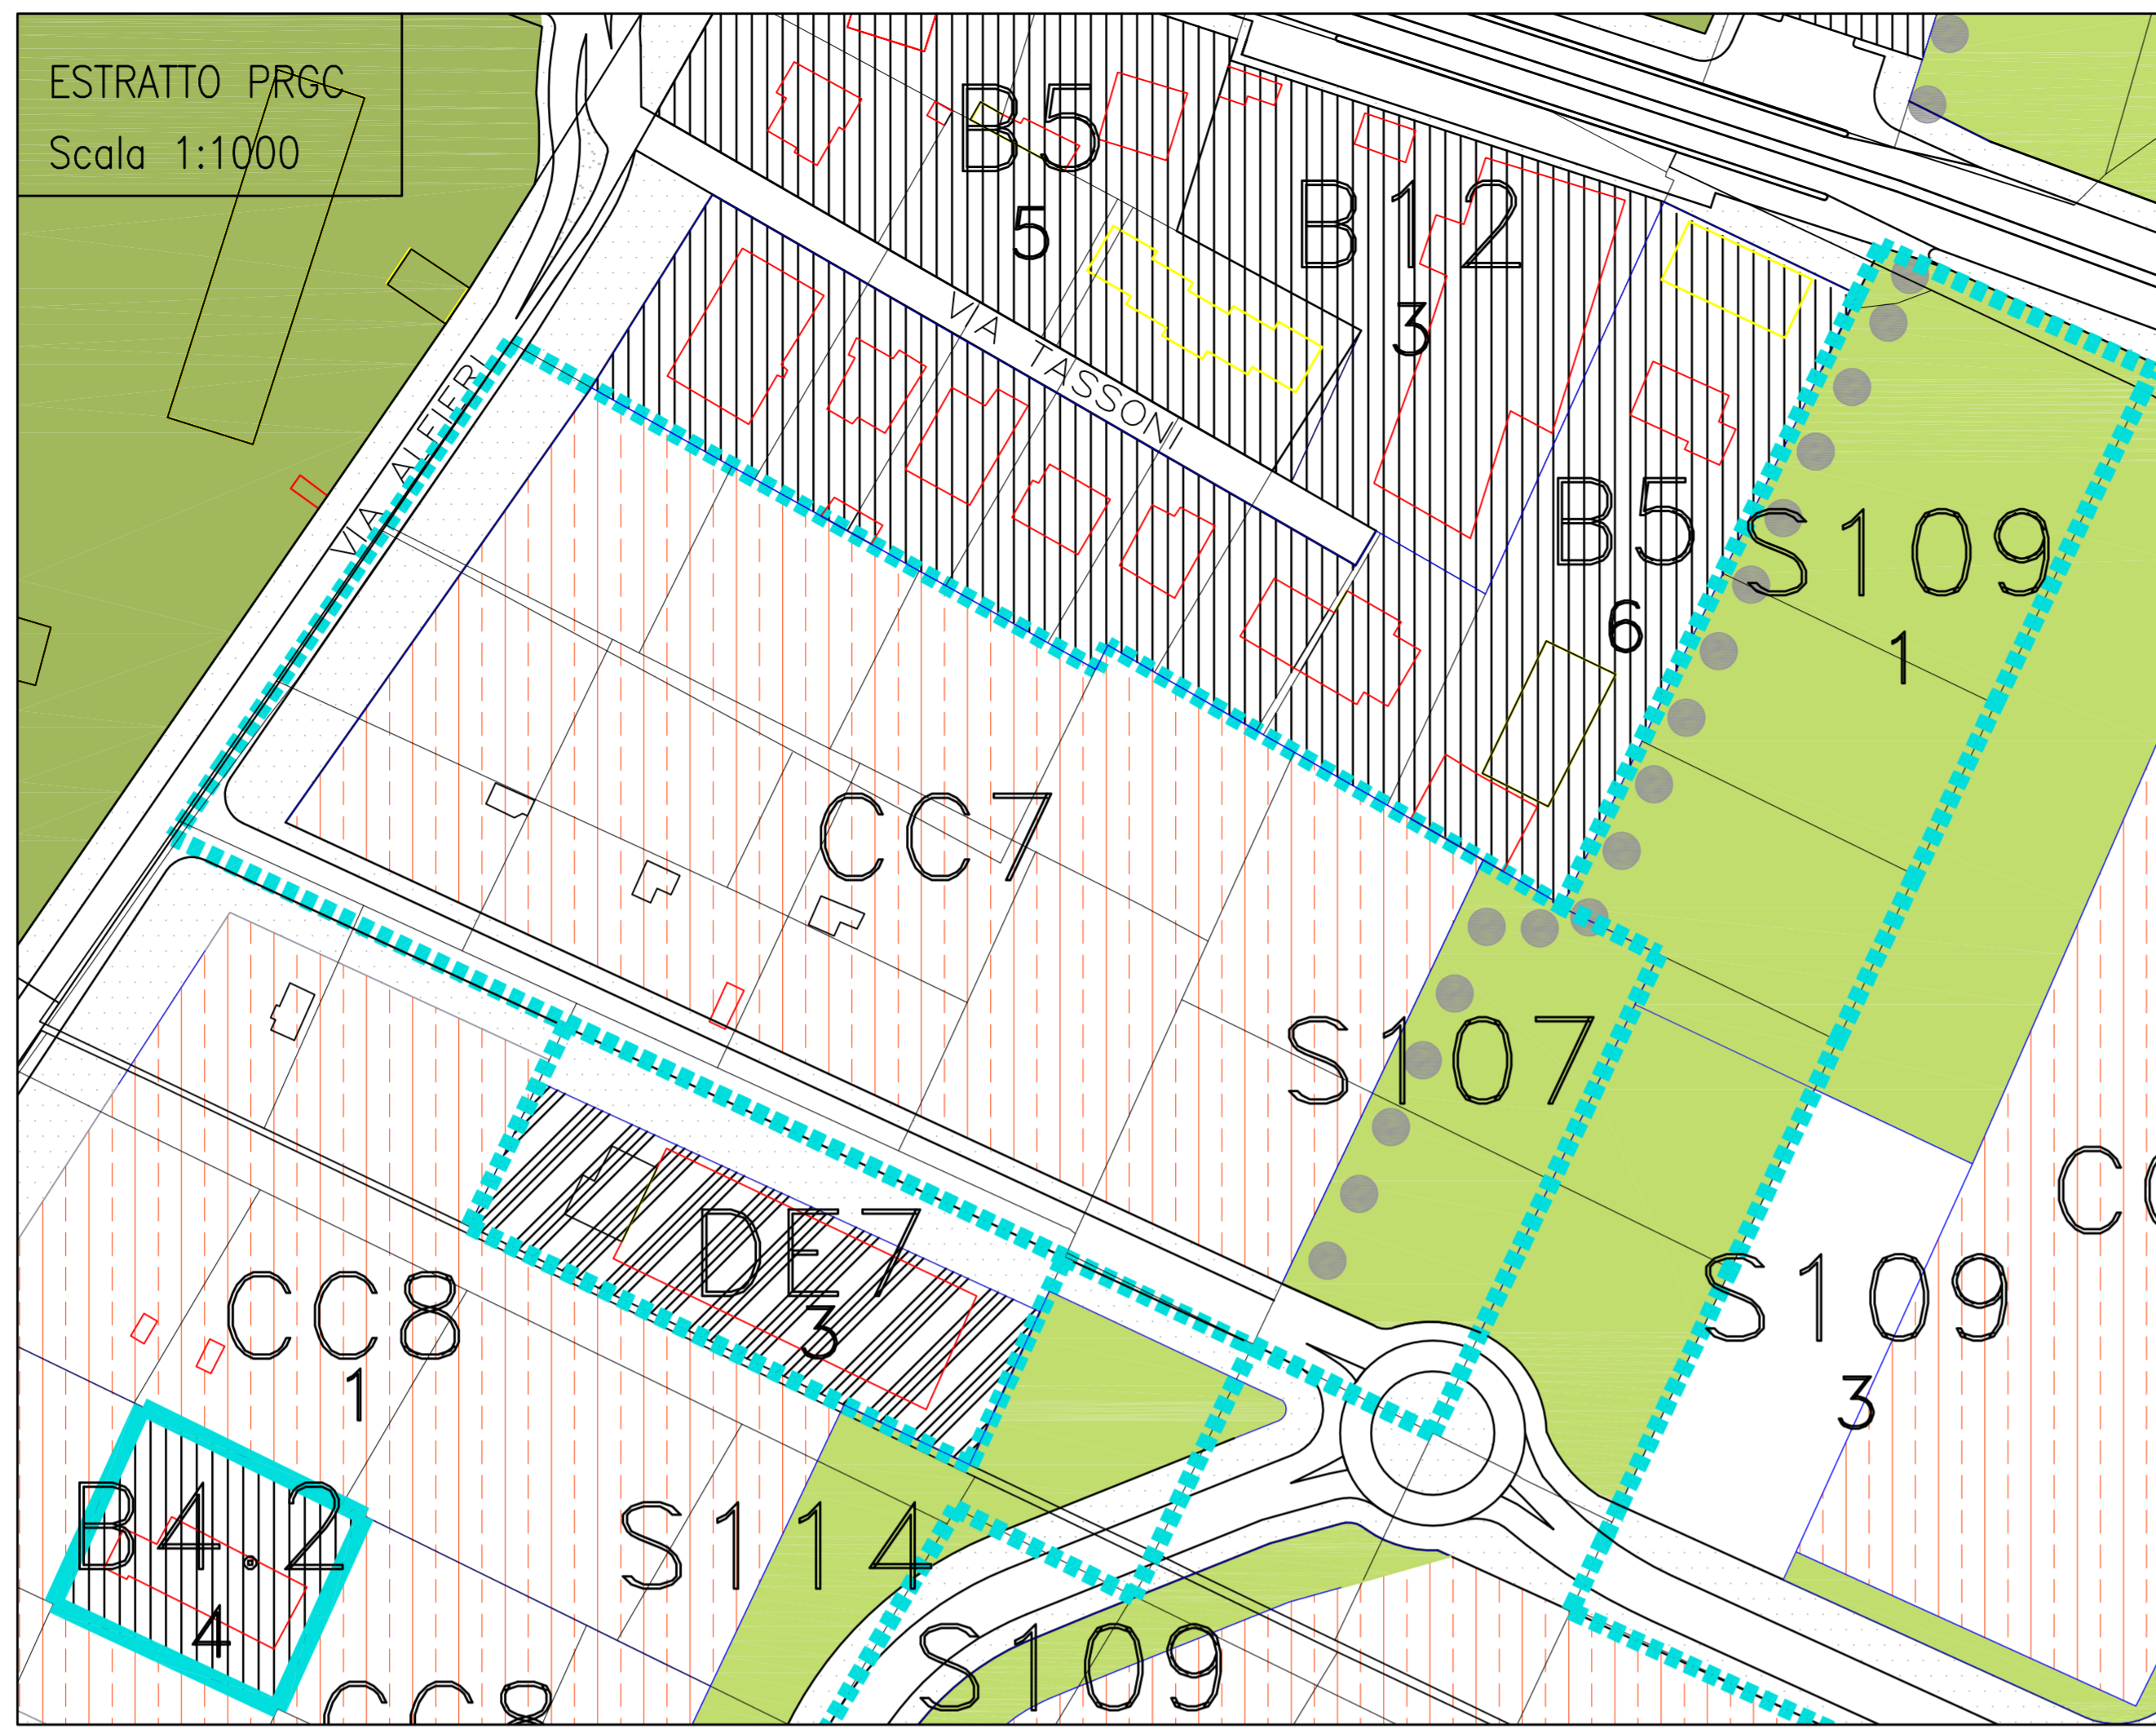 ESTRATTO PRGC
Scala 1:1000
B5
5
B12
3
VIA TASSONI
VIA ALFIERI
B5
6
S109
1
CC7
S107
DE7
3
S109
3
CC8
1
B4.2
4
S114
S109
CC8